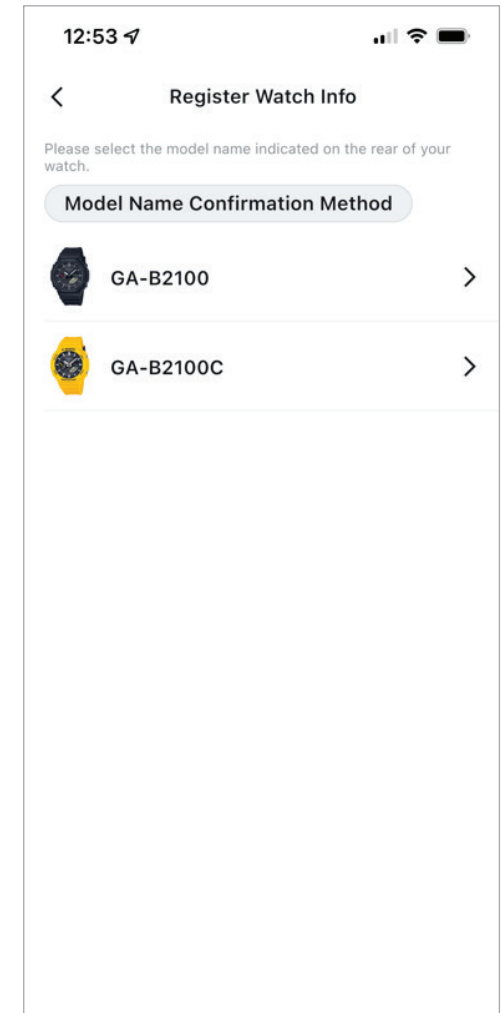 12:53
Register Watch Info
Please select the model name indicated on the rear of your
watch.
Model Name Confirmation Method
GA-B2100
GA-B2100C